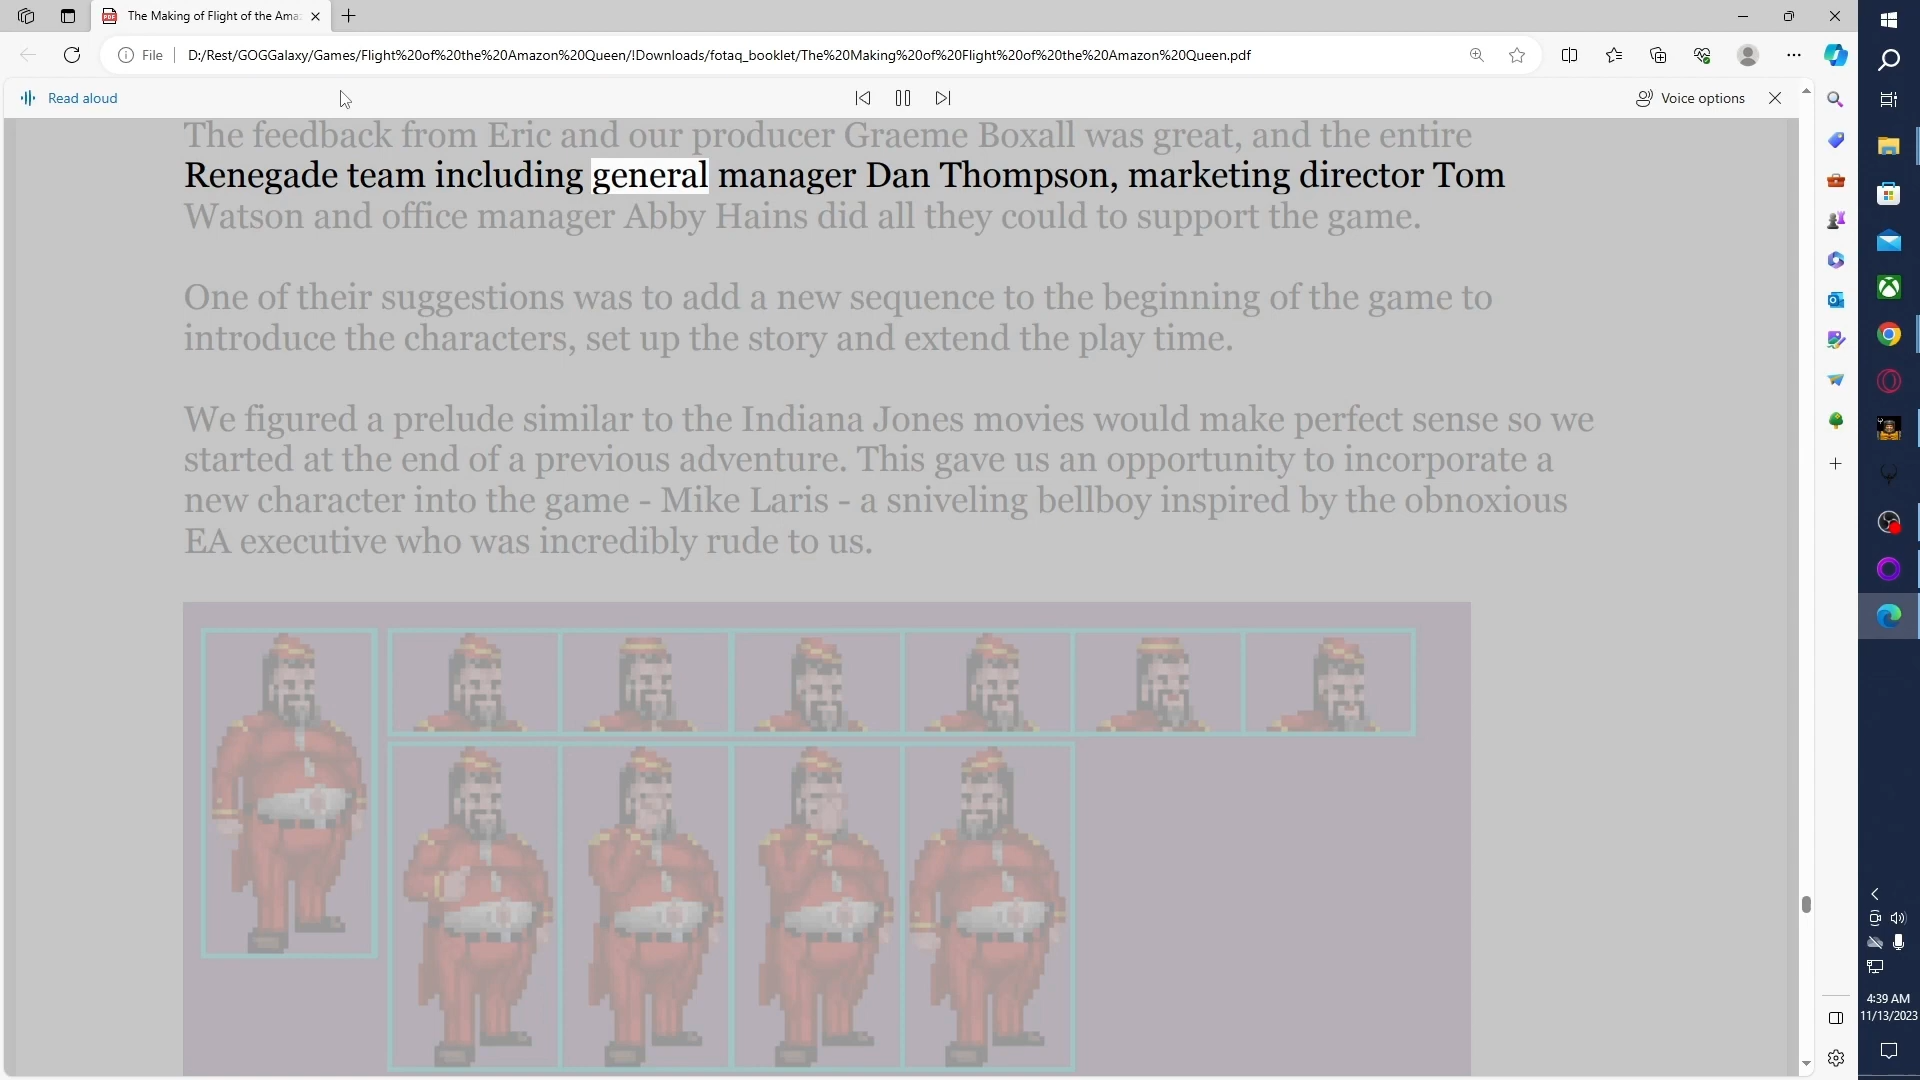 The Making of Flight of the Ama
File
D:/Rest/GOGGalaxy/Games/Flight%20of%20the%20Amazon%20Queen/!Downloads/fotaq_booklet/The%20Making%20of%20Flight%20of%20the%20Amazon%20Queen.pdf
Read aloud
Voice options
The feedback from Eric and our producer Graeme Boxall was great, and the entire
Renegade team including general manager Dan Thompson, marketing director Tom
Watson and office manager Abby Hains did all they could to support the game.
One of their suggestions was to add a new sequence to the beginning of the game to
introduce the characters, set up the story and extend the play time.
We figured a prelude similar to the Indiana Jones movies would make perfect sense so we
started at the end of a previous adventure. This gave us an opportunity to incorporate a
new character into the game - Mike Laris - a sniveling bellboy inspired by the obnoxious
EA executive who was incredibly rude to us.
4:39 AM
11/13/2023